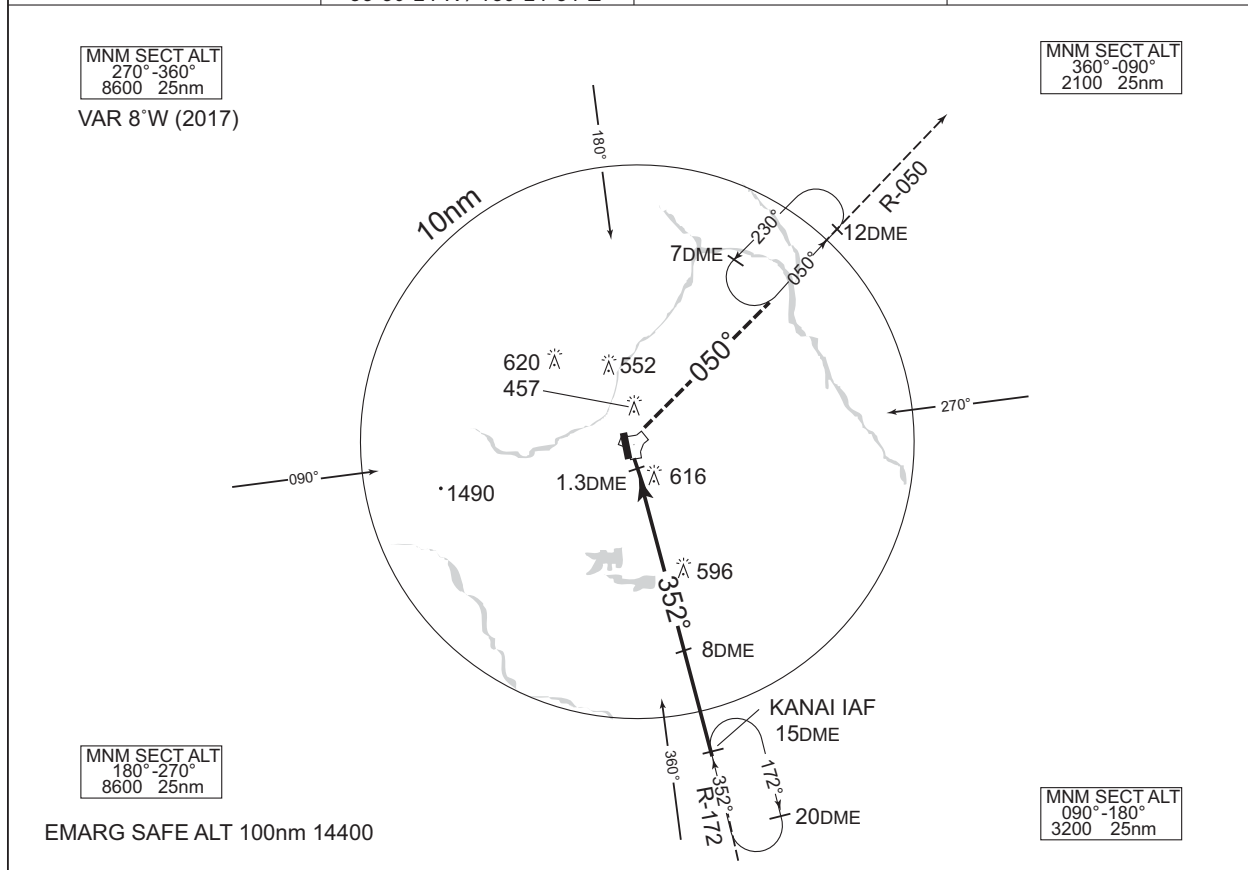 MNM SECT ALT
270°-360°
8600 25nm
VAR 8°W (2017)
MNM SECT ALT
360°-090°
2100 25nm
180°
10nm
R-050
230°
12DME
7DME
050°
050°
620
552
457
270°
090°
1490
1.3DME
616
596
352°
8DME
KANAI IAF
15DME
360°
352°
R-172
172°
20DME
MNM SECT ALT
180°-270°
8600 25nm
EMARG SAFE ALT 100nm 14400
MNM SECT ALT
090°-180°
3200 25nm